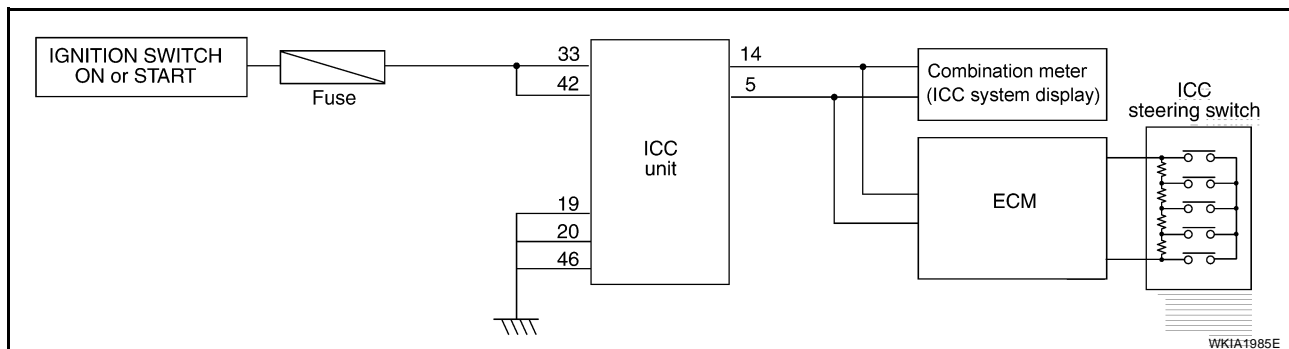 IGNITION SWITCH
ON or START
Fuse
33
42
19
20
46
ICC
unit
14
5
Combination meter
(ICC system display)
ECM
ICC
steering switch
WKIA1985E